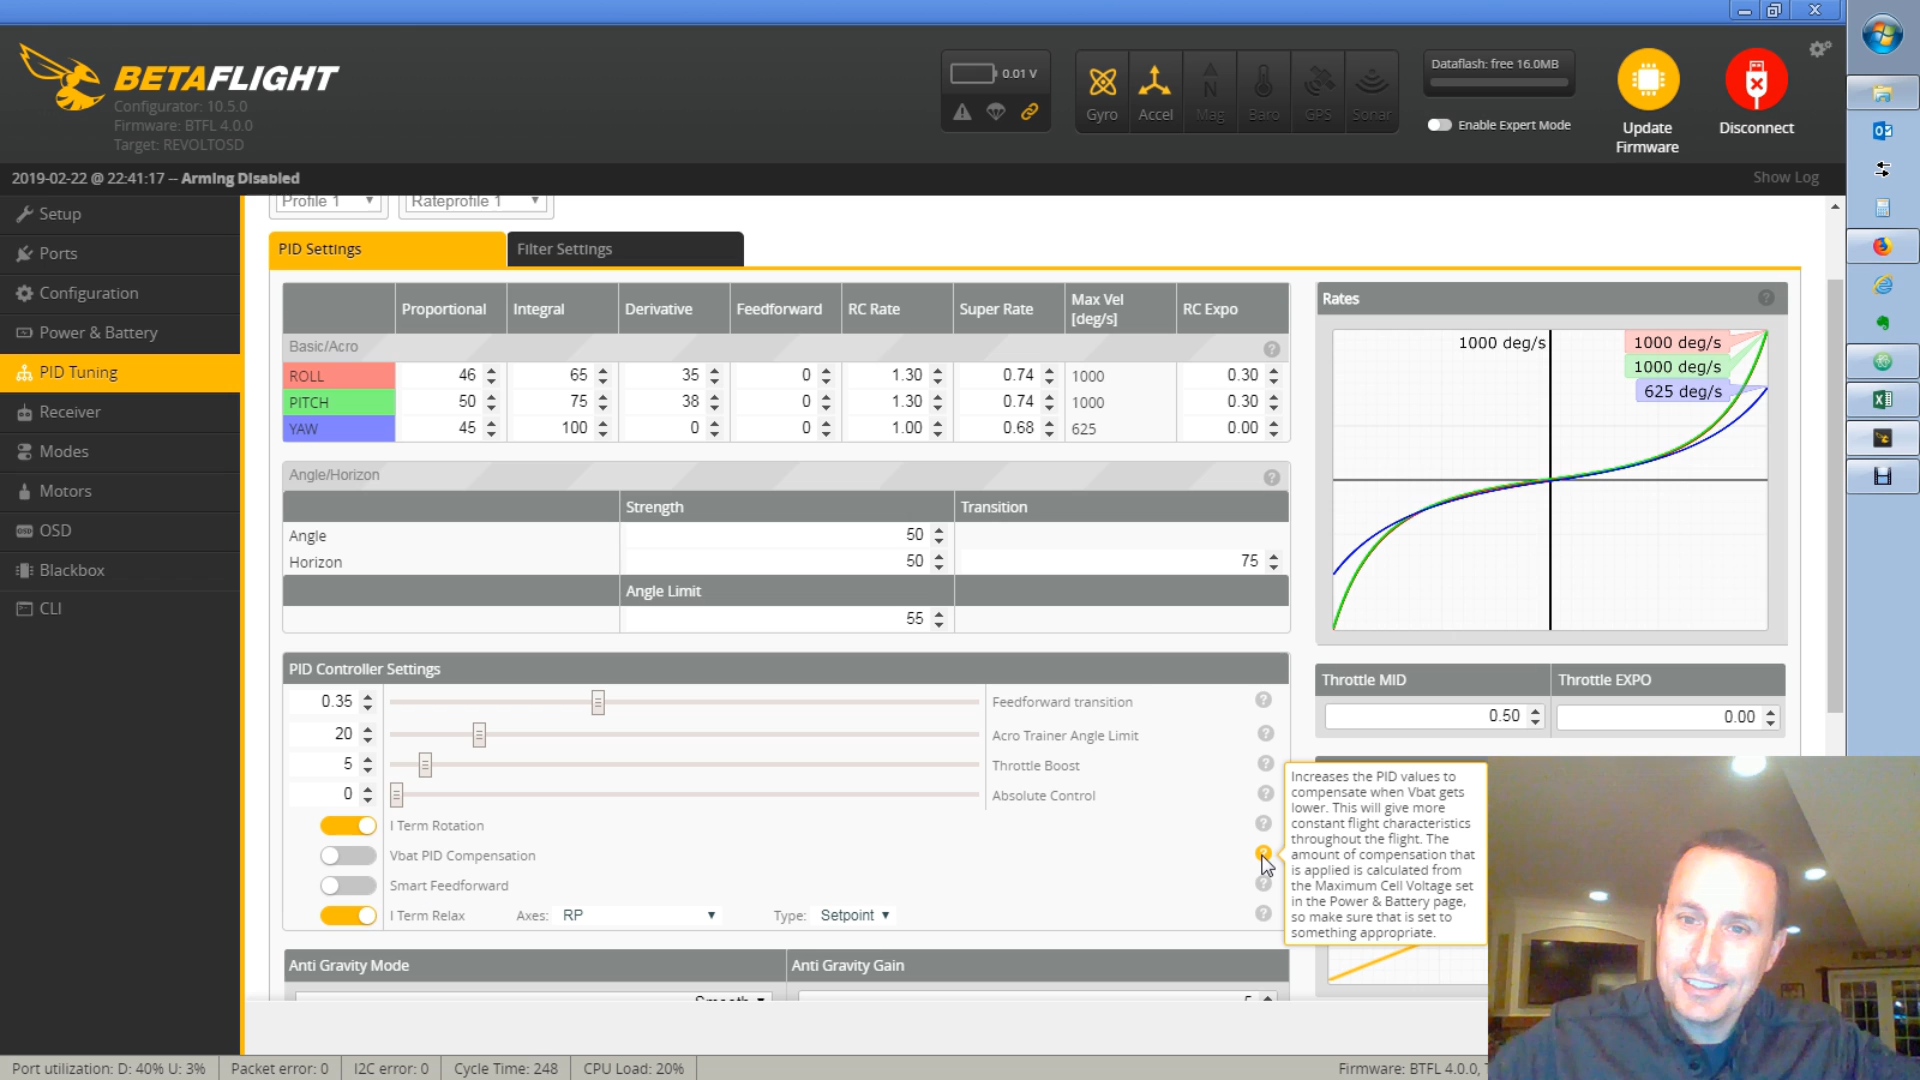 BETAFLIGHT
Configurator: 10.5.0
Firmware: BTFL 4.0.0
Target: REVOLTOSD
0.01 V
Gyro
Accel
Mag
Baro
GPS
Sonar
Dataflash: free 16.0MB
Enable Expert Mode
Update
Firmware
Disconnect
2019-02-22 @ 22:41:17 -- Arming Disabled
Show Log
Setup
Ports
Configuration
Power & Battery
PID Tuning
Receiver
Modes
Motors
OSD
Blackbox
CLI
Profile 1
Rateprofile 1
PID Settings
Filter Settings
Proportional Integral Derivative Feedforward RC Rate Super Rate Max Vel [deg/s] RC Expo
Basic/Acro
ROLL 46 65 35 0 1.30 0.74 1000 0.30
PITCH 50 75 38 0 1.30 0.74 1000 0.30
YAW 45 100 0 0 1.00 0.68 625 0.00
Angle/Horizon
Strength Transition
Angle 50
Horizon 50 75
Angle Limit
55
PID Controller Settings
0.35 Feedforward transition
20 Acro Trainer Angle Limit
5 Throttle Boost
0 Absolute Control
I Term Rotation
Vbat PID Compensation
Smart Feedforward
I Term Relax Axes: RP Type: Setpoint
Anti Gravity Mode Anti Gravity Gain
Smooth 5
Rates
1000 deg/s
1000 deg/s
1000 deg/s
625 deg/s
Throttle MID Throttle EXPO
0.50 0.00
Increases the PID values to
compensate when Vbat gets
lower. This will give more
constant flight characteristics
throughout the flight. The
amount of compensation that
is applied is calculated from
the Maximum Cell Voltage set
in the Power & Battery page,
so make sure that is set to
something appropriate.
Port utilization: D: 40% U: 3% Packet error: 0 I2C error: 0 Cycle Time: 248 CPU Load: 20% Firmware: BTFL 4.0.0,